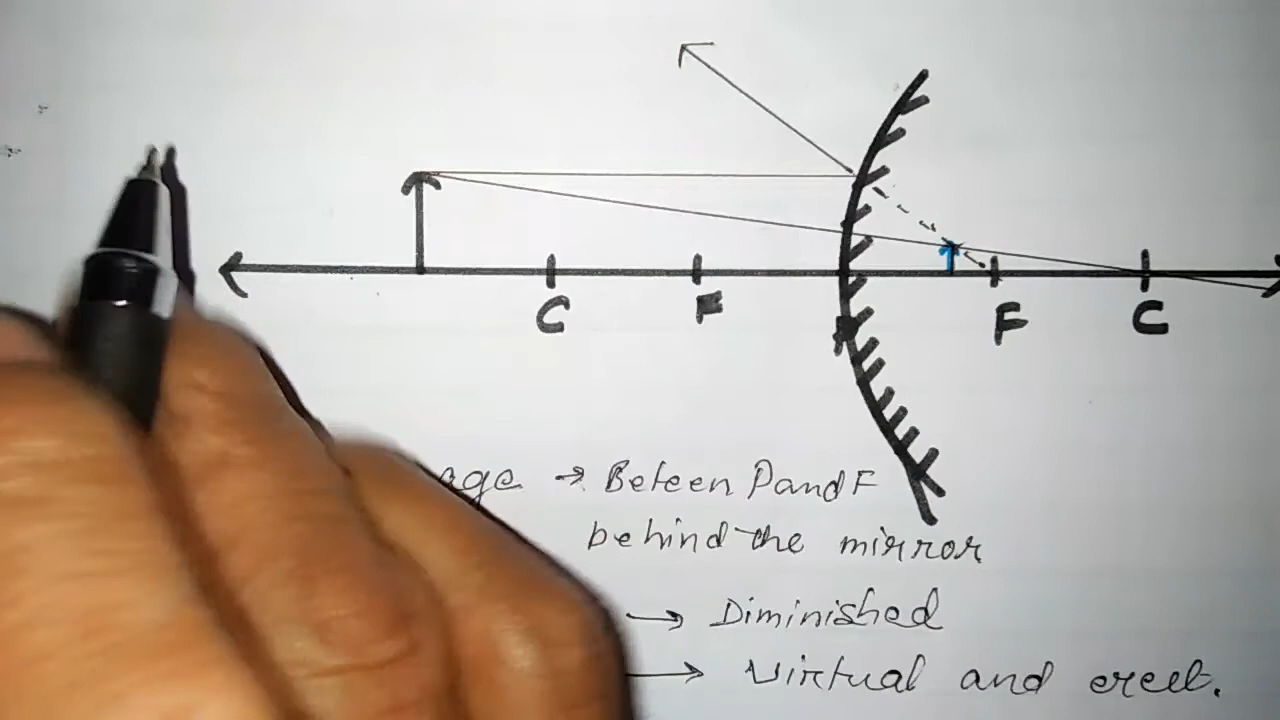 C F P F C
age → Beteen P and F
behind the mirror
→ Diminished
→ Virtual and erect.